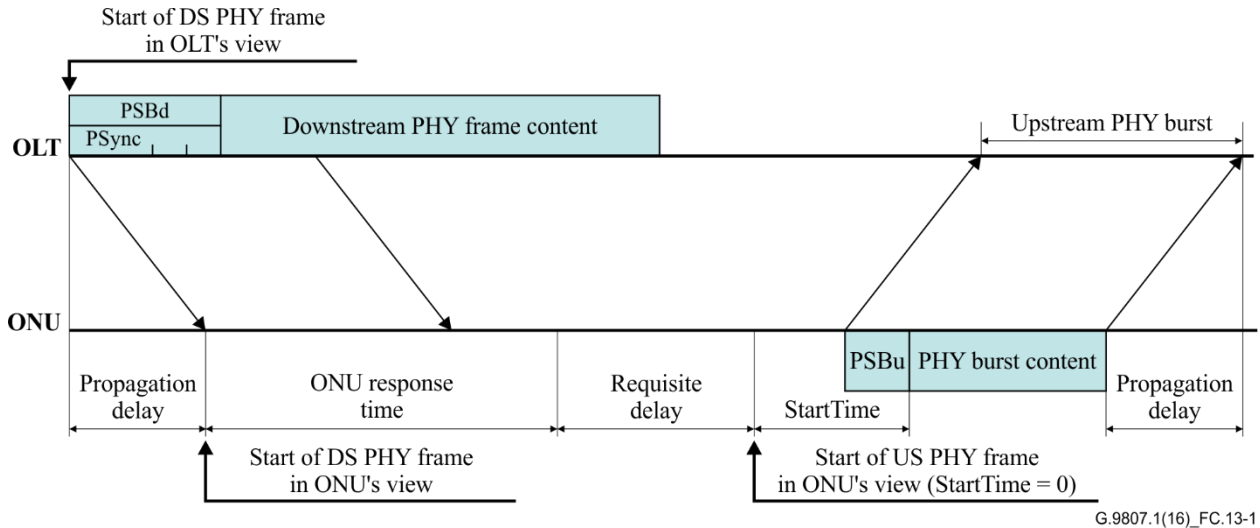 Start of DS PHY frame
in OLT's view
PSBd
PSync
Downstream PHY frame content
Upstream PHY burst
OLT
ONU
PSBu
PHY burst content
Propagation
delay
ONU response
time
Requisite
delay
StartTime
Propagation
delay
Start of DS PHY frame
in ONU's view
Start of US PHY frame
in ONU's view (StartTime = 0)
G.9807.1(16)_FC.13-1